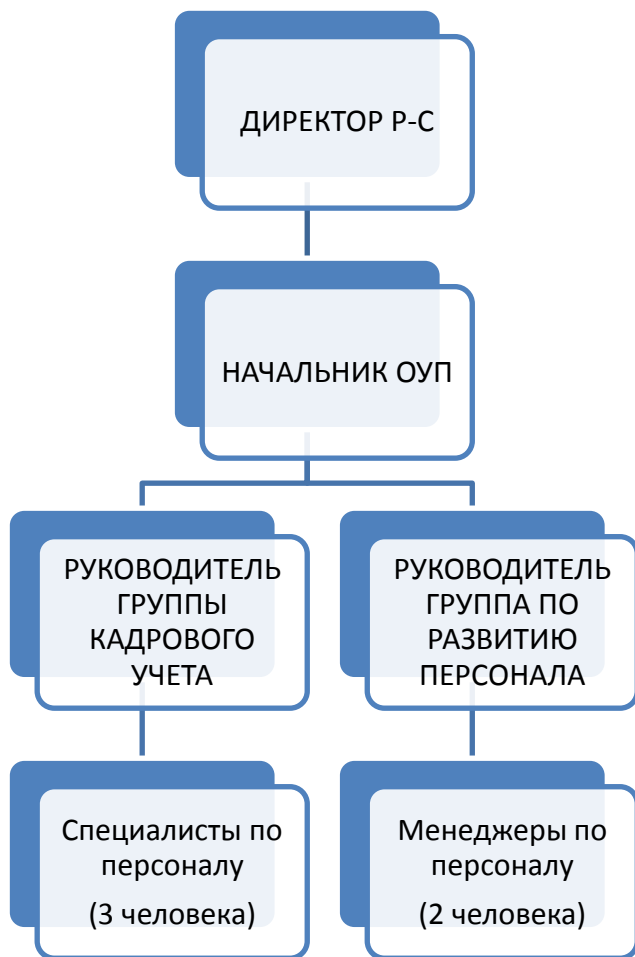 ДИРЕКТОР Р-С
НАЧАЛЬНИК ОУП
РУКОВОДИТЕЛЬ
ГРУППЫ
КАДРОВОГО
УЧЕТА
РУКОВОДИТЕЛЬ
ГРУППА ПО
РАЗВИТИЮ
ПЕРСОНАЛА
Специалисты по
персоналу
(3 человека)
Менеджеры по
персоналу
(2 человека)